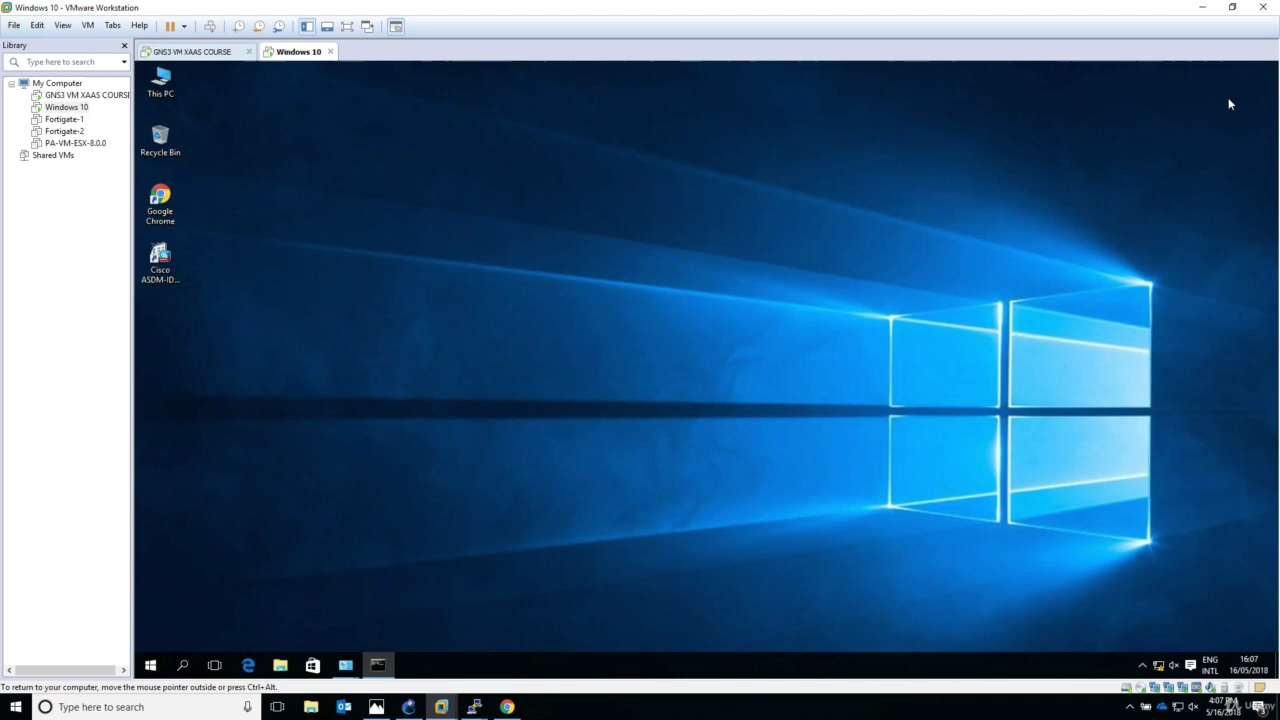 Windows 10 - VMware Workstation
File Edit View VM Tabs Help
Library
Type here to search
My Computer
GNS3 VM XAAS COURSE
Windows 10
Fortigate-1
Fortigate-2
PA-VM-ESX-8.0.0
Shared VMs
GNS3 VM XAAS COURSE
Windows 10
This PC
Recycle Bin
Google
Chrome
Cisco
ASDM-ID...
ENG
INTL
16:07
16/05/2018
To return to your computer, move the mouse pointer outside or press Ctrl+Alt.
Type here to search
4:07 PM
5/16/2018
Udemy